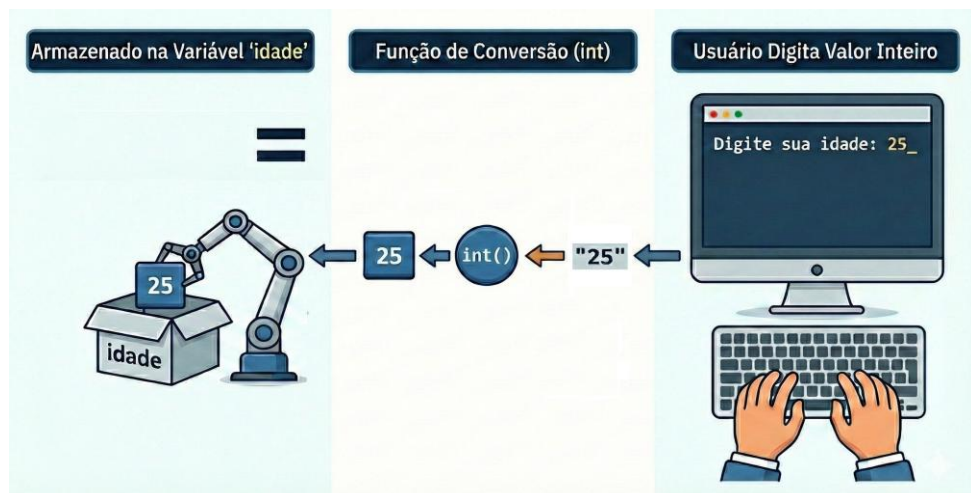 Armazenado na Variável ‘idade’
Função de Conversão (int)
Usuário Digita Valor Inteiro
Digite sua idade: 25_
=
25
int()
"25"
25
idade